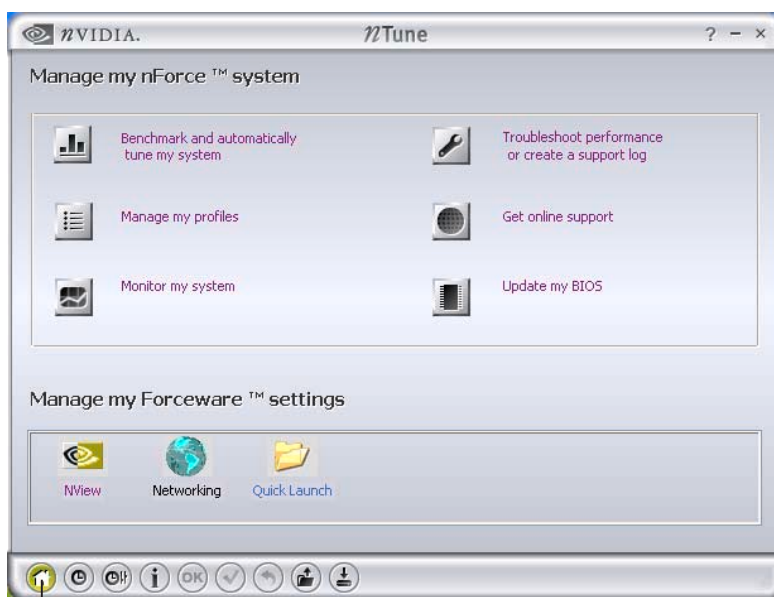 nVIDIA.
nTune
? – ×
Manage my nForce ™ system
Benchmark and automatically
tune my system
Troubleshoot performance
or create a support log
Manage my profiles
Get online support
Monitor my system
Update my BIOS
Manage my Forceware ™ settings
NView
Networking
Quick Launch
OK